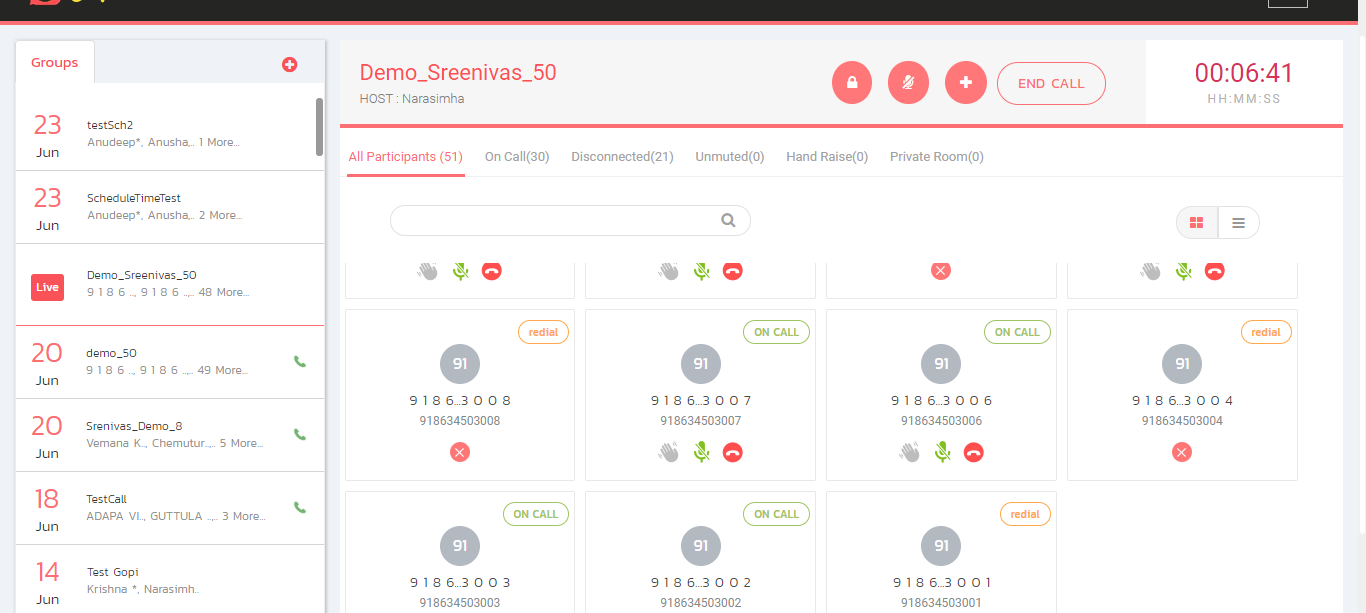 Groups
23
Jun
testSch2
Anudeep*, Anusha,.. 1 More...
23
Jun
ScheduleTimeTest
Anudeep*, Anusha,.. 2 More...
Live
Demo_Sreenivas_50
9 1 8 6 .., 9 1 8 6 ..,.. 48 More...
20
Jun
demo_50
9 1 8 6 .., 9 1 8 6 ..,.. 49 More...
20
Jun
Srenivas_Demo_8
Vemana K.., Chemutur..,.. 5 More...
18
Jun
TestCall
ADAPA VI.., GUTTULA ..,.. 3 More...
14
Jun
Test Gopi
Krishna *, Narasimh..
Demo_Sreenivas_50
HOST : Narasimha
END CALL
00:06:41
HH:MM:SS
All Participants (51) On Call(30) Disconnected(21) Unmuted(0) Hand Raise(0) Private Room(0)
redial
91
9 1 8 6...3 0 0 8
918634503008
ON CALL
91
9 1 8 6...3 0 0 7
918634503007
ON CALL
91
9 1 8 6...3 0 0 6
918634503006
redial
91
9 1 8 6...3 0 0 4
918634503004
ON CALL
91
9 1 8 6...3 0 0 3
918634503003
ON CALL
91
9 1 8 6...3 0 0 2
918634503002
redial
91
9 1 8 6...3 0 0 1
918634503001